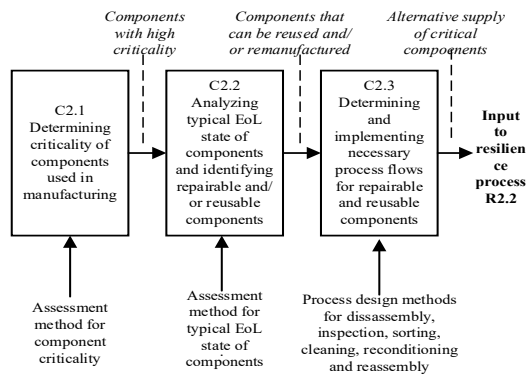 Components
with high
criticality
Components that
can be reused and/
or remanufactured
Alternative supply
of critical
compoents
C2.1
Determining
criticality of
components
used in
manufacturing
C2.2
Analyzing
typical EoL
state of
components
and identifying
repairable and/
or reusable
components
C2.3
Determining
and
implementing
necessary
process flows
for repairable
and reusable
components
Input
to
resilien
ce
process
R2.2
Assessment
method for
component
criticality
Assessment
method for
typical EoL
state of
components
Process design methods
for dissassembly,
inspection, sorting,
cleaning, reconditioning
and reassembly